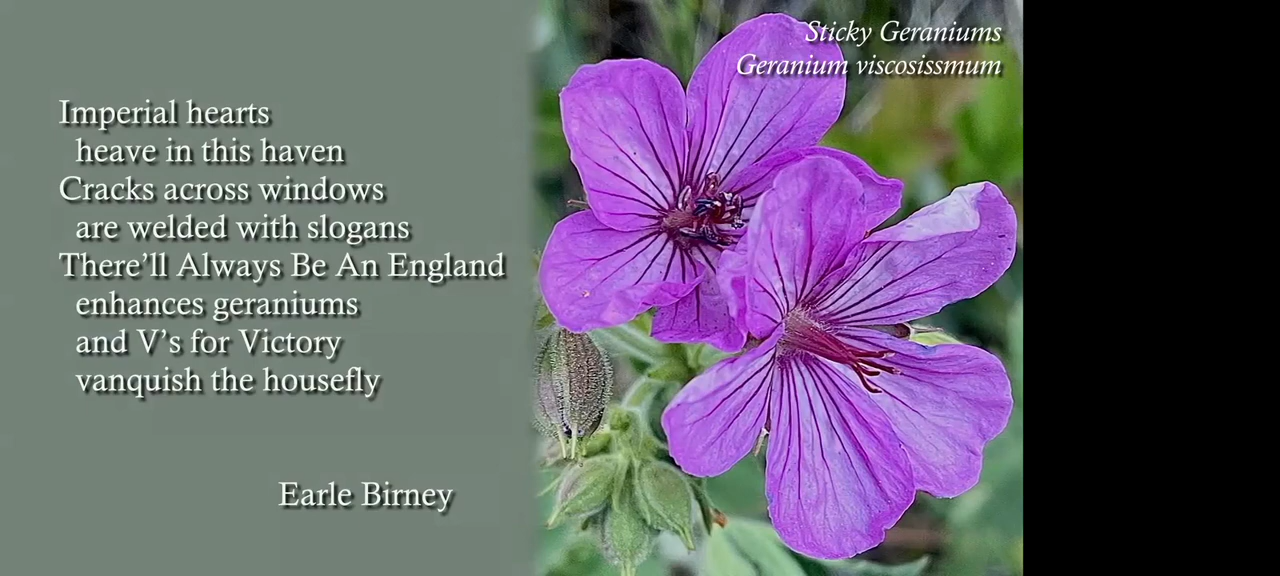 Sticky Geraniums
Geranium viscosissmum
Imperial hearts
heave in this haven
Cracks across windows
are welded with slogans
There’ll Always Be An England
enhances geraniums
and V’s for Victory
vanquish the housefly
Earle Birney